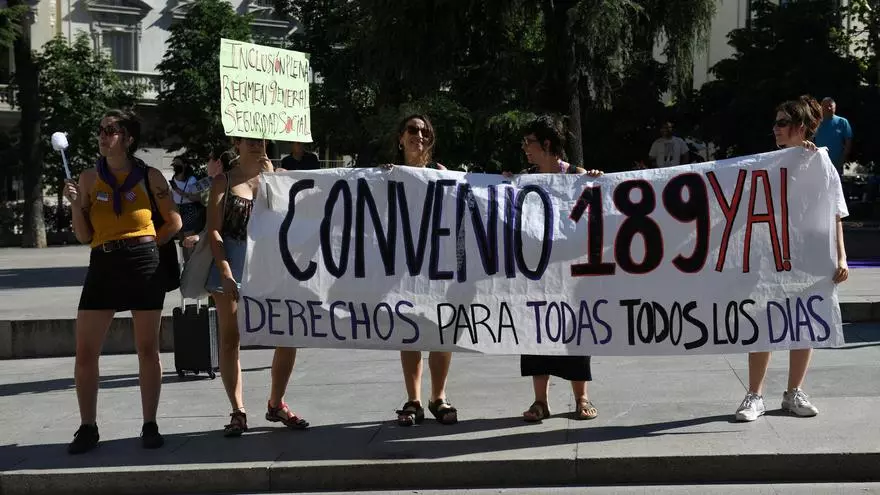 INCLUSIÓN PLENA
RÉGIMEN GENERAL
SEGURIDAD SOCIAL
CONVENIO 189 YA!
DERECHOS PARA TODAS TODOS LOS DIAS